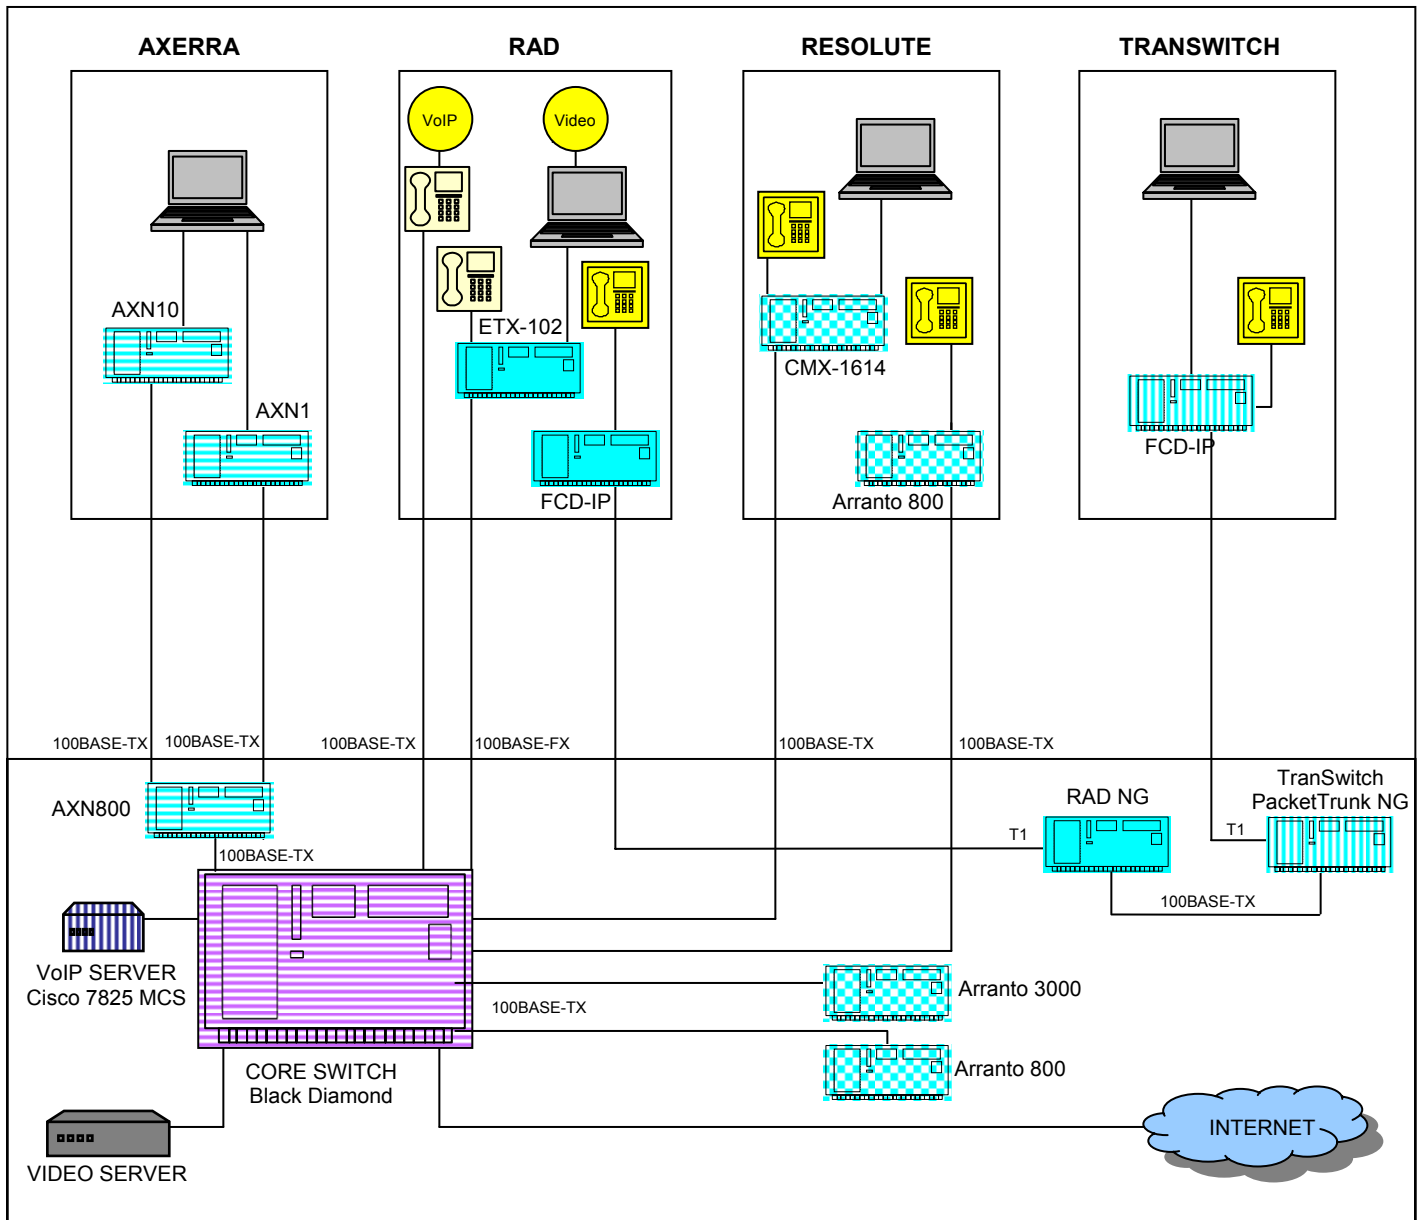 AXERRA
RAD
RESOLUTE
TRANSWITCH
VoIP
Video
AXN10
AXN1
ETX-102
FCD-IP
CMX-1614
Arranto 800
FCD-IP
100BASE-TX
100BASE-TX
100BASE-TX
100BASE-FX
100BASE-TX
100BASE-TX
AXN800
100BASE-TX
T1
RAD NG
T1
TranSwitch
PacketTrunk NG
100BASE-TX
VoIP SERVER
Cisco 7825 MCS
100BASE-TX
Arranto 3000
Arranto 800
CORE SWITCH
Black Diamond
VIDEO SERVER
INTERNET